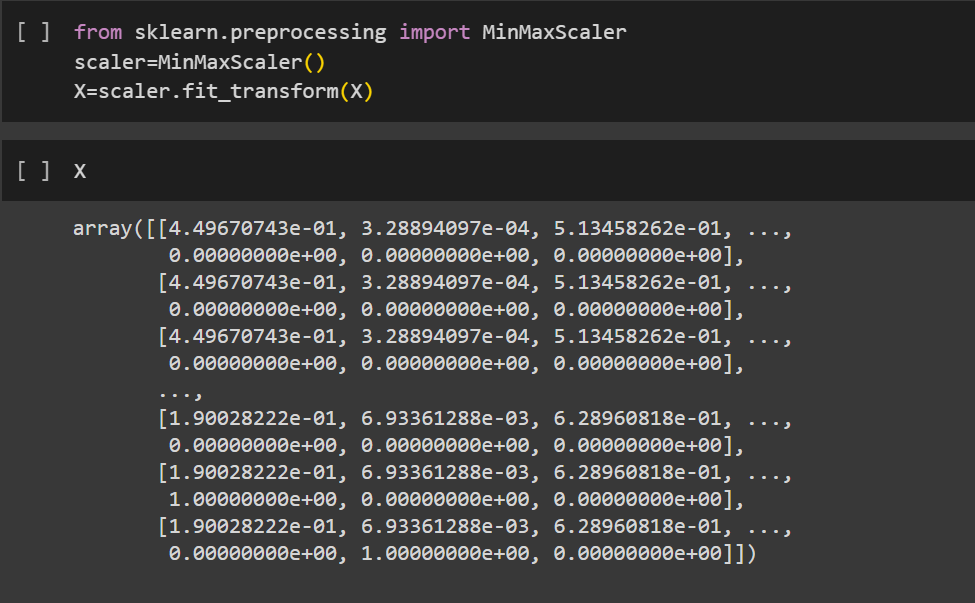 [ ] from sklearn.preprocessing import MinMaxScaler
scaler=MinMaxScaler()
X=scaler.fit_transform(X)
[ ] X
array([[4.49670743e-01, 3.28894097e-04, 5.13458262e-01, ...,
0.00000000e+00, 0.00000000e+00, 0.00000000e+00],
[4.49670743e-01, 3.28894097e-04, 5.13458262e-01, ...,
0.00000000e+00, 0.00000000e+00, 0.00000000e+00],
[4.49670743e-01, 3.28894097e-04, 5.13458262e-01, ...,
0.00000000e+00, 0.00000000e+00, 0.00000000e+00],
...,
[1.90028222e-01, 6.93361288e-03, 6.28960818e-01, ...,
0.00000000e+00, 0.00000000e+00, 0.00000000e+00],
[1.90028222e-01, 6.93361288e-03, 6.28960818e-01, ...,
1.00000000e+00, 0.00000000e+00, 0.00000000e+00],
[1.90028222e-01, 6.93361288e-03, 6.28960818e-01, ...,
0.00000000e+00, 1.00000000e+00, 0.00000000e+00]])